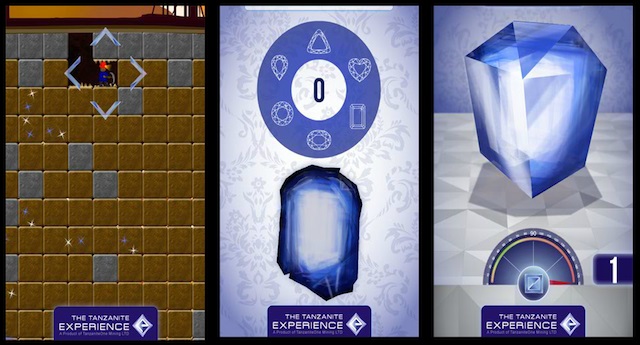 THE TANZANITE
EXPERIENCE
A Product of TanzaniteOne Mining LTD
0
THE TANZANITE
EXPERIENCE
A Product of TanzaniteOne Mining LTD
90
1
THE TANZANITE
EXPERIENCE
A Product of TanzaniteOne Mining LTD